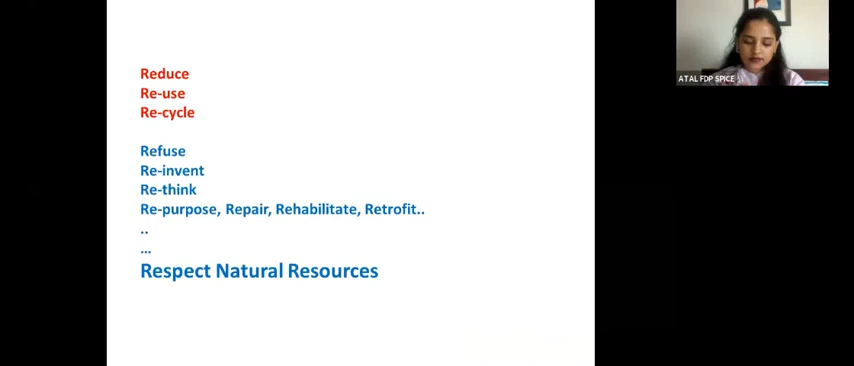 Reduce
Re-use
Re-cycle
Refuse
Re-invent
Re-think
Re-purpose, Repair, Rehabilitate, Retrofit..
..
...
Respect Natural Resources
ATAL FDP SPICE